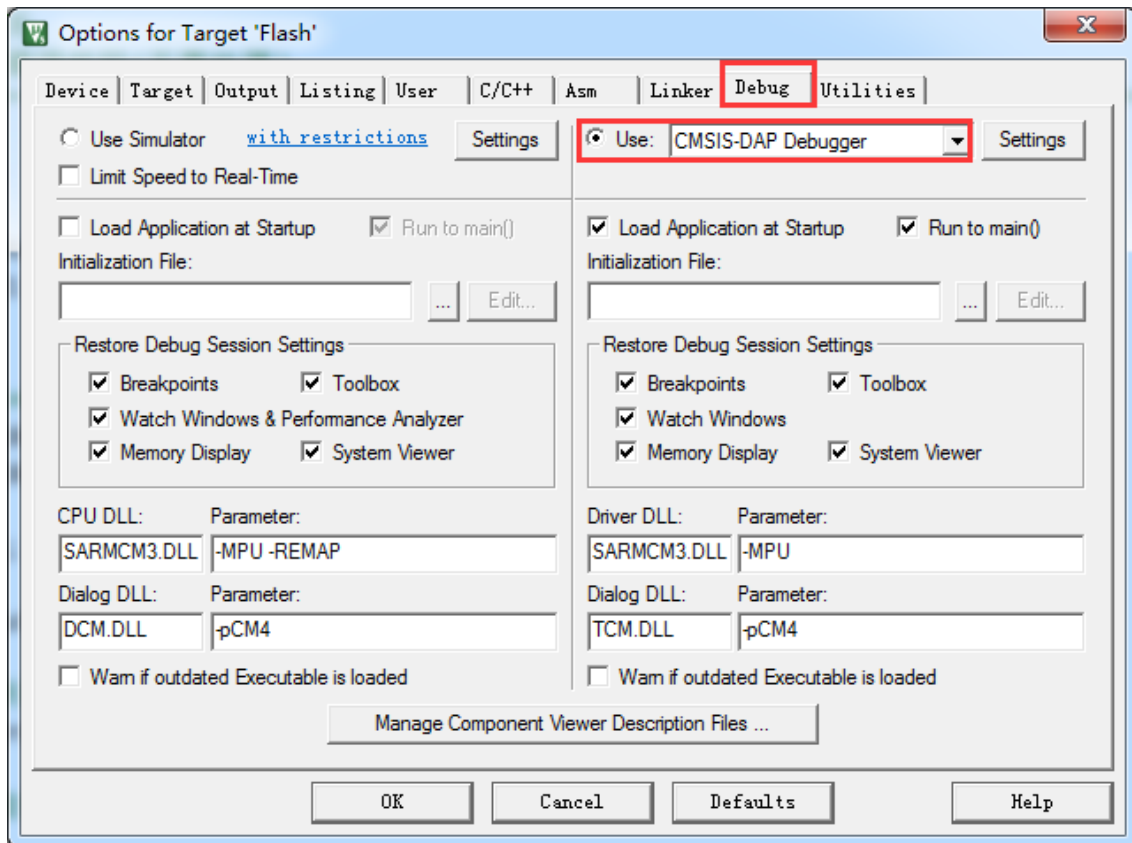 Options for Target 'Flash'
Device Target Output Listing User C/C++ Asm Linker Debug Utilities
Use Simulator with restrictions Settings Use: CMSIS-DAP Debugger Settings
Limit Speed to Real-Time
Load Application at Startup Run to main() Load Application at Startup Run to main()
Initialization File: Initialization File:
... Edit... ... Edit...
Restore Debug Session Settings Restore Debug Session Settings
Breakpoints Toolbox Breakpoints Toolbox
Watch Windows & Performance Analyzer Watch Windows
Memory Display System Viewer Memory Display System Viewer
CPU DLL: Parameter: Driver DLL: Parameter:
SARMCM3.DLL -MPU -REMAP SARMCM3.DLL -MPU
Dialog DLL: Parameter: Dialog DLL: Parameter:
DCM.DLL -pCM4 TCM.DLL -pCM4
Warn if outdated Executable is loaded Warn if outdated Executable is loaded
Manage Component Viewer Description Files ...
OK Cancel Defaults Help